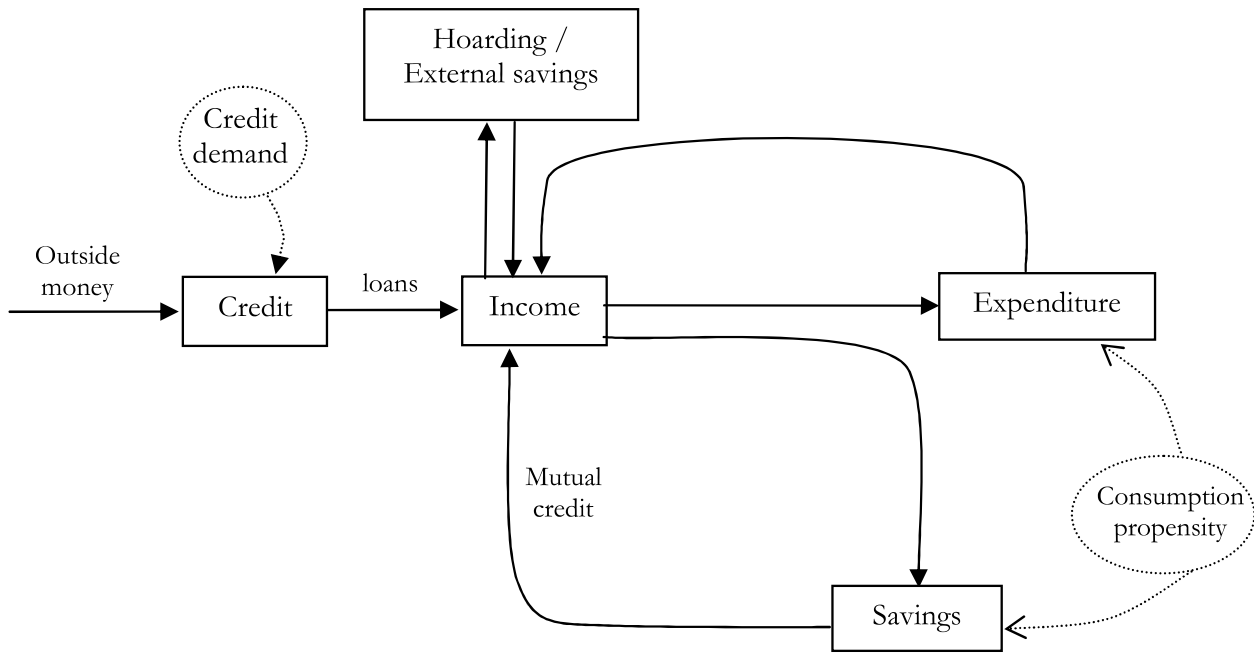 Hoarding /
External savings
Credit
demand
Outside
money
Credit
loans
Income
Expenditure
Mutual
credit
Consumption
propensity
Savings